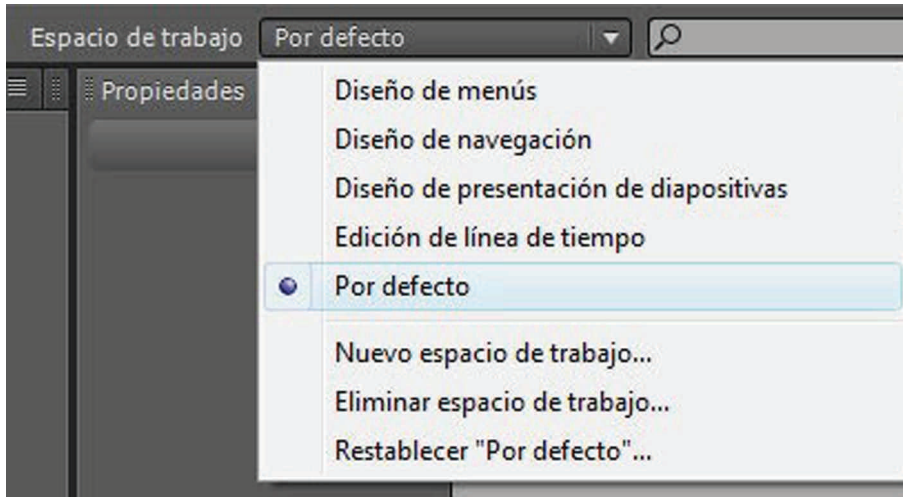 Espacio de trabajo Por defecto
Propiedades
Diseño de menús
Diseño de navegación
Diseño de presentación de diapositivas
Edición de línea de tiempo
Por defecto
Nuevo espacio de trabajo...
Eliminar espacio de trabajo...
Restablecer "Por defecto"...